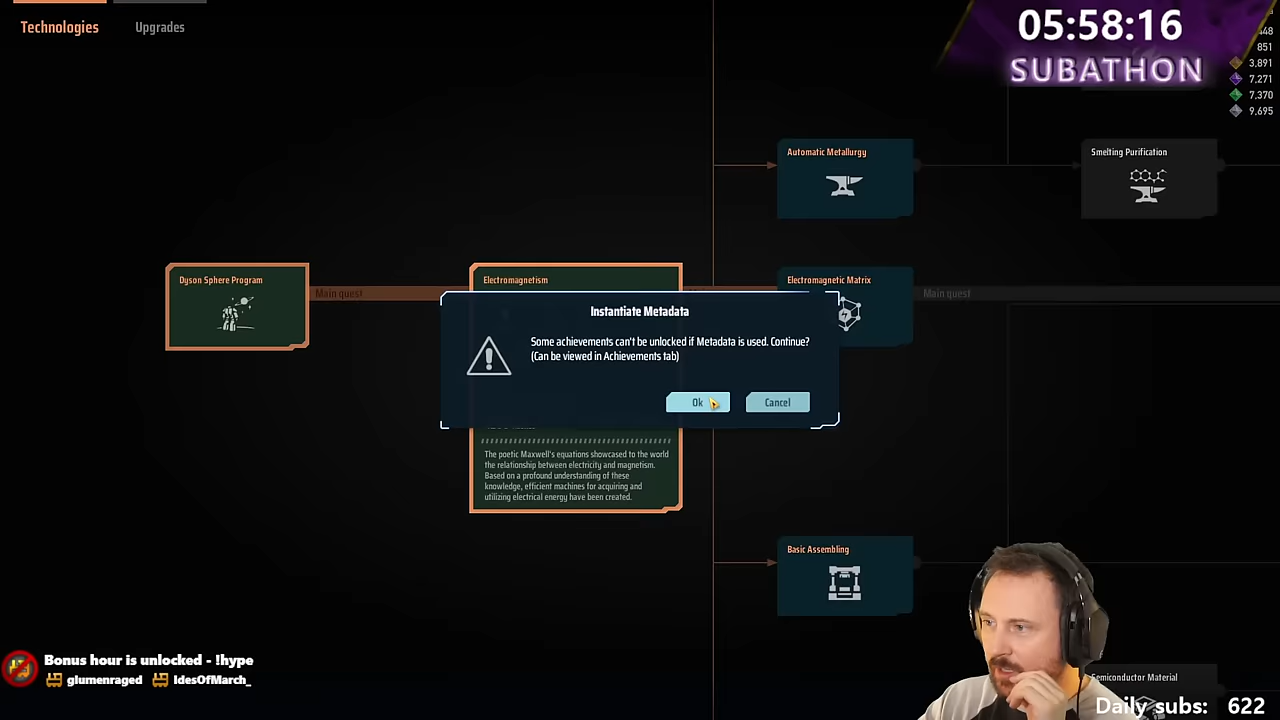 Technologies
Upgrades
05:58:16
SUBATHON
448
851
3,891
7,271
7,370
9,695
Automatic Metallurgy
Smelting Purification
Dyson Sphere Program
Main quest
Electromagnetism
Electromagnetic Matrix
Main quest
Instantiate Metadata
Some achievements can't be unlocked if Metadata is used. Continue?
(Can be viewed in Achievements tab)
Ok
Cancel
The poetic Maxwell's equations showcased to the world
the relationship between electricity and magnetism.
Based on a profound understanding of these
knowledge, efficient machines for acquiring and
utilizing electrical energy have been created.
Basic Assembling
Semiconductor Material
Bonus hour is unlocked - !hype
glumenraged
IdesOfMarch_
Daily subs: 622